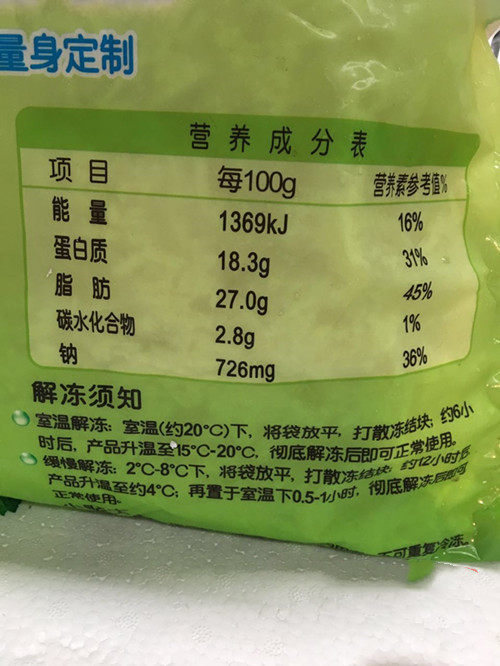 量身定制
营养成分表
项目 每100g 营养素参考值%
能量 1369kJ 16%
蛋白质 18.3g 31%
脂肪 27.0g 45%
碳水化合物 2.8g 1%
钠 726mg 36%
解冻须知
室温解冻：室温(约20℃)下，将袋放平，打散冻结块，约6小
时后，产品升温至15℃-20℃，彻底解冻后即可正常使用。
缓慢解冻：2℃-8℃下，将袋放平，打散冻结块，约12小时后
产品升温至约4℃；再置于室温下0.5-1小时，彻底解冻后即可
正常使用。
不可重复冷冻。